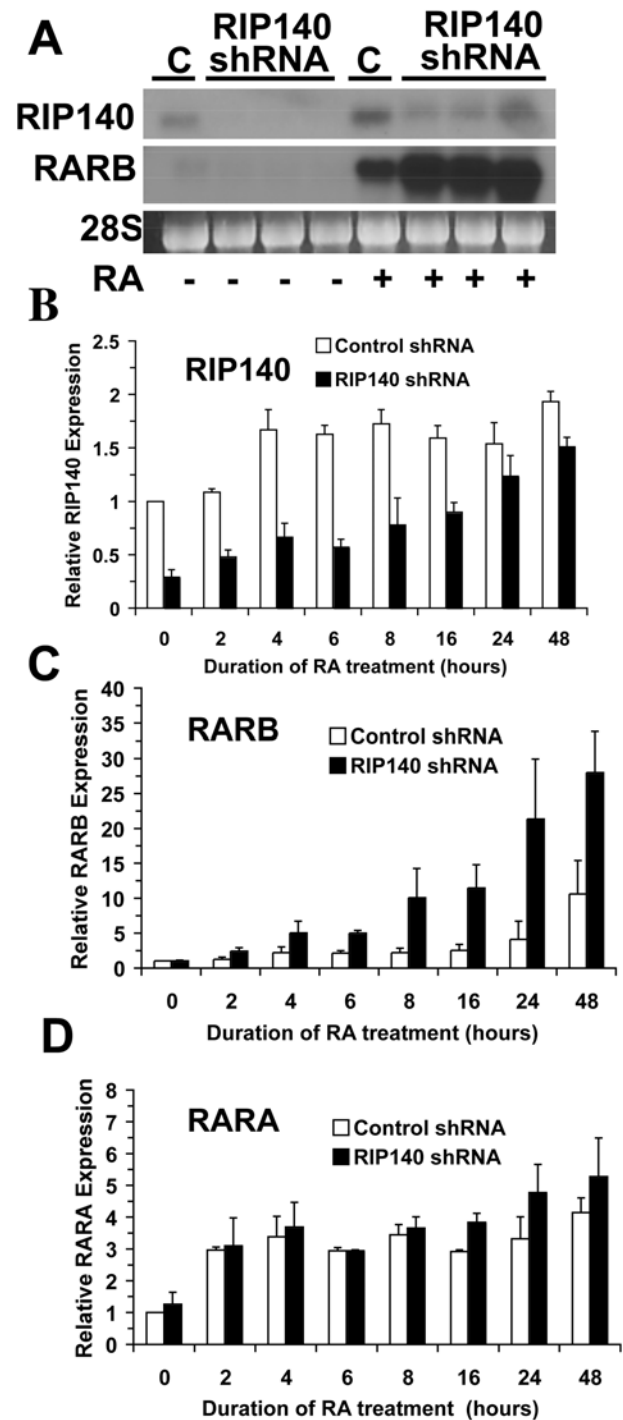 A
RIP140
RIP140
C shRNA C shRNA
RIP140
RARB
28S
RA - - - - + + + +
B
2.5
2
1.5
1
0.5
0
Relative RIP140 Expression
RIP140
Control shRNA
RIP140 shRNA
0 2 4 6 8 16 24 48
Duration of RA treatment (hours)
C
40
35
30
25
20
15
10
5
0
Relative RARB Expression
RARB
Control shRNA
RIP140 shRNA
0 2 4 6 8 16 24 48
Duration of RA treatment (hours)
D
8
7
6
5
4
3
2
1
0
Relative RARA Expression
RARA
Control shRNA
RIP140 shRNA
0 2 4 6 8 16 24 48
Duration of RA treatment (hours)